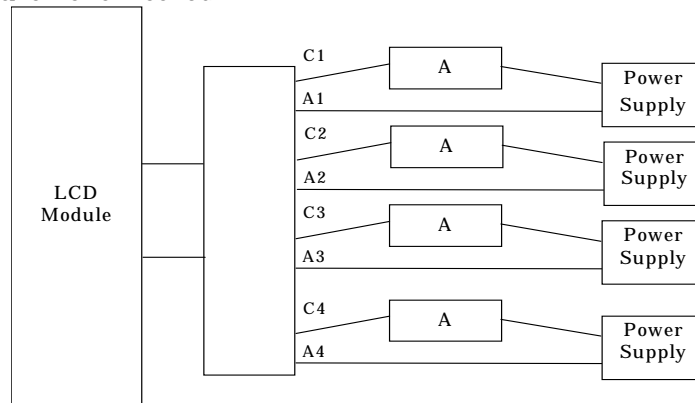 C1
A
Power
Supply
A1
C2
A
Power
Supply
A2
LCD
Module
C3
A
Power
Supply
A3
C4
A
Power
Supply
A4